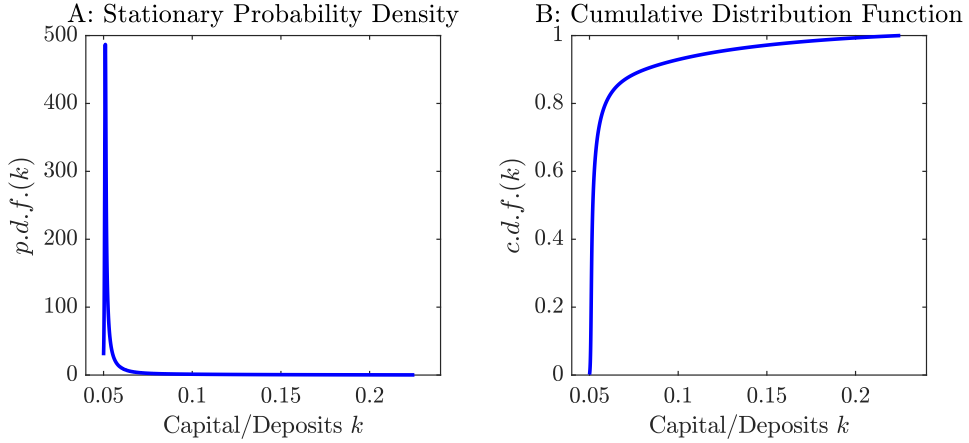 A: Stationary Probability Density
500
400
300
200
100
0
p.d.f.(k)
0.05 0.1 0.15 0.2
Capital/Deposits k
B: Cumulative Distribution Function
1
0.8
0.6
0.4
0.2
0
c.d.f.(k)
0.05 0.1 0.15 0.2
Capital/Deposits k